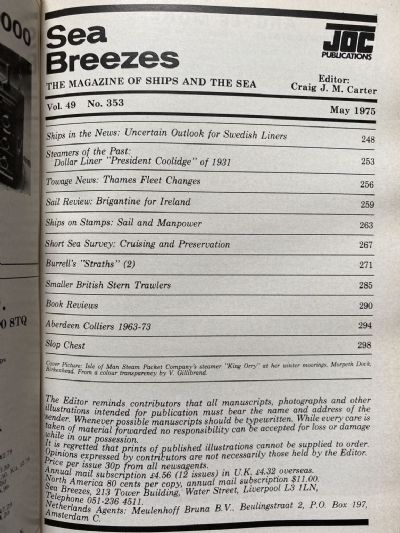 000
Sea
Breezes
JOC
PUBLICATIONS
THE MAGAZINE OF SHIPS AND THE SEA
Editor:
Craig J. M. Carter
Vol. 49 No. 353
May 1975
Ships in the News: Uncertain Outlook for Swedish Liners 248
Steamers of the Past:
Dollar Liner "President Coolidge" of 1931 253
Towage News: Thames Fleet Changes 256
Sail Review: Brigantine for Ireland 259
Ships on Stamps: Sail and Manpower 263
Short Sea Survey: Cruising and Preservation 267
Burrell's "Straths" (2) 271
Smaller British Stern Trawlers 285
Book Reviews 290
Aberdeen Colliers 1963-73 294
Slop Chest 298
Cover Picture: Isle of Man Steam Packet Company's steamer "King Orry" at her winter moorings, Morpeth Dock,
Birkenhead. From a colour transparency by V. Gillibrand.
The Editor reminds contributors that all manuscripts, photographs and other
illustrations intended for publication must bear the name and address of the
sender. Whenever possible manuscripts should be typewritten. While every care is
taken of material forwarded no responsibility can be accepted for loss or damage
while in our possession.
It is regretted that prints of published illustrations cannot be supplied to order.
Opinions expressed by contributors are not necessarily those held by the Editor.
Price per issue 30p from all newsagents.
Annual mail subscription £4.56 (12 issues) in U.K. £4.32 overseas.
North America 80 cents per copy, annual subscription $11.00.
Sea Breezes, 213 Tower Building, Water Street, Liverpool L3 1LN,
Telephone 051-236 4511.
Netherlands Agents: Meulenhoff Bruna B.V., Beulingstraat 2, P.O. Box 197,
Amsterdam C.
0 8TQ